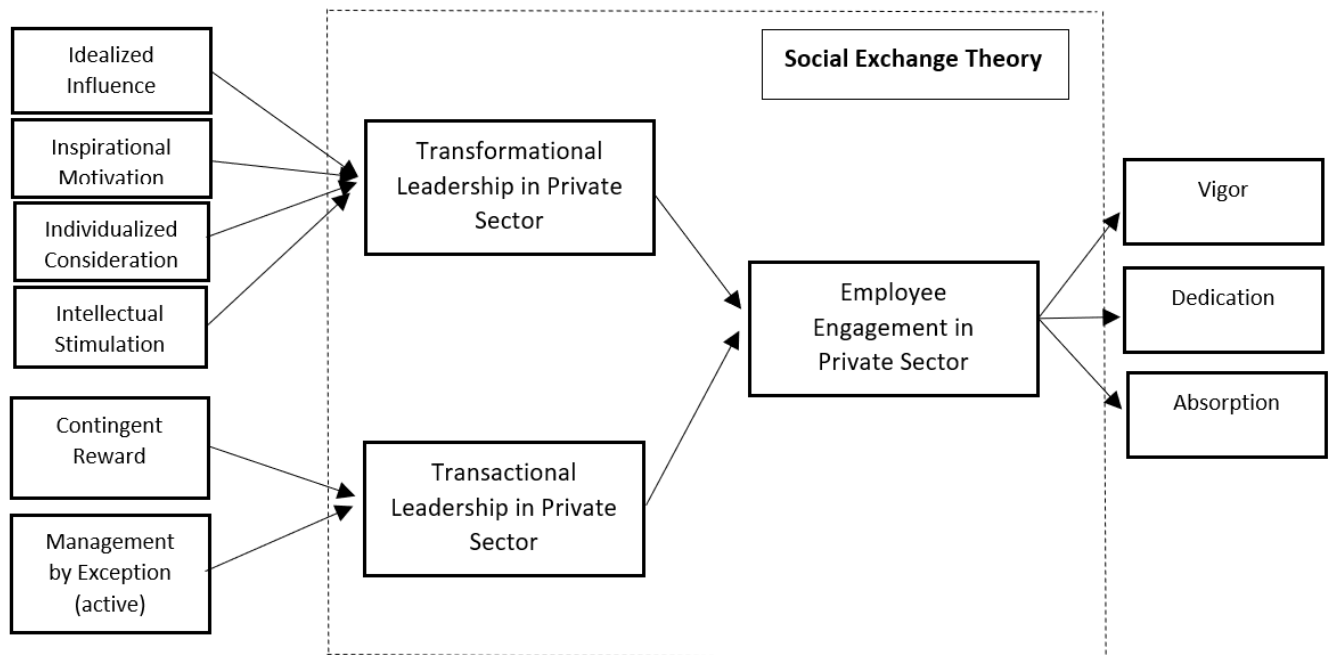 Idealized
Influence
Inspirational
Motivation
Individualized
Consideration
Intellectual
Stimulation
Contingent
Reward
Management
by Exception
(active)
Social Exchange Theory
Transformational
Leadership in Private
Sector
Transactional
Leadership in Private
Sector
Employee
Engagement in
Private Sector
Vigor
Dedication
Absorption